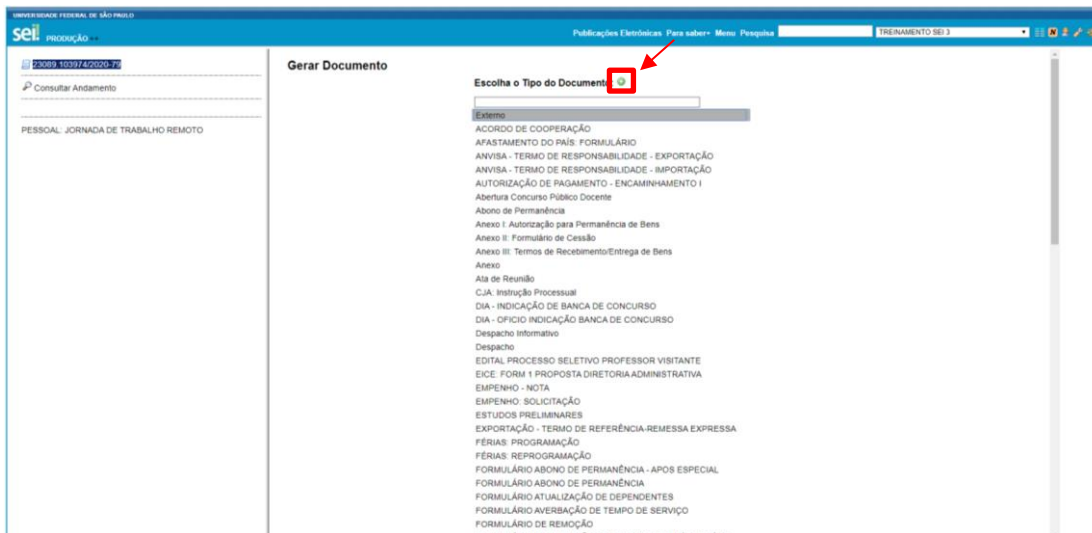 UNIVERSIDADE FEDERAL DE SÃO PAULO
sei! PRODUÇÃO
Publicações Eletrônicas Para saber+ Menu Pesquisa TREINAMENTO SEI 3
23089.103974/2020-79
Consultar Andamento
PESSOAL: JORNADA DE TRABALHO REMOTO
Gerar Documento
Escolha o Tipo do Documento:
Externo
ACORDO DE COOPERAÇÃO
AFASTAMENTO DO PAÍS: FORMULÁRIO
ANVISA - TERMO DE RESPONSABILIDADE - EXPORTAÇÃO
ANVISA - TERMO DE RESPONSABILIDADE - IMPORTAÇÃO
AUTORIZAÇÃO DE PAGAMENTO - ENCAMINHAMENTO I
Abertura Concurso Público Docente
Abono de Permanência
Anexo I: Autorização para Permanência de Bens
Anexo II: Formulário de Cessão
Anexo III: Termos de Recebimento/Entrega de Bens
Anexo
Ata de Reunião
CJA: Instrução Processual
DIA - INDICAÇÃO DE BANCA DE CONCURSO
DIA - OFICIO INDICAÇÃO BANCA DE CONCURSO
Despacho Informativo
Despacho
EDITAL PROCESSO SELETIVO PROFESSOR VISITANTE
EICE: FORM 1 PROPOSTA DIRETORIA ADMINISTRATIVA
EMPENHO - NOTA
EMPENHO: SOLICITAÇÃO
ESTUDOS PRELIMINARES
EXPORTAÇÃO - TERMO DE REFERÊNCIA-REMESSA EXPRESSA
FÉRIAS: PROGRAMAÇÃO
FÉRIAS: REPROGRAMAÇÃO
FORMULÁRIO ABONO DE PERMANÊNCIA - APOS ESPECIAL
FORMULÁRIO ABONO DE PERMANÊNCIA
FORMULÁRIO ATUALIZAÇÃO DE DEPENDENTES
FORMULÁRIO AVERBAÇÃO DE TEMPO DE SERVIÇO
FORMULÁRIO DE REMOÇÃO